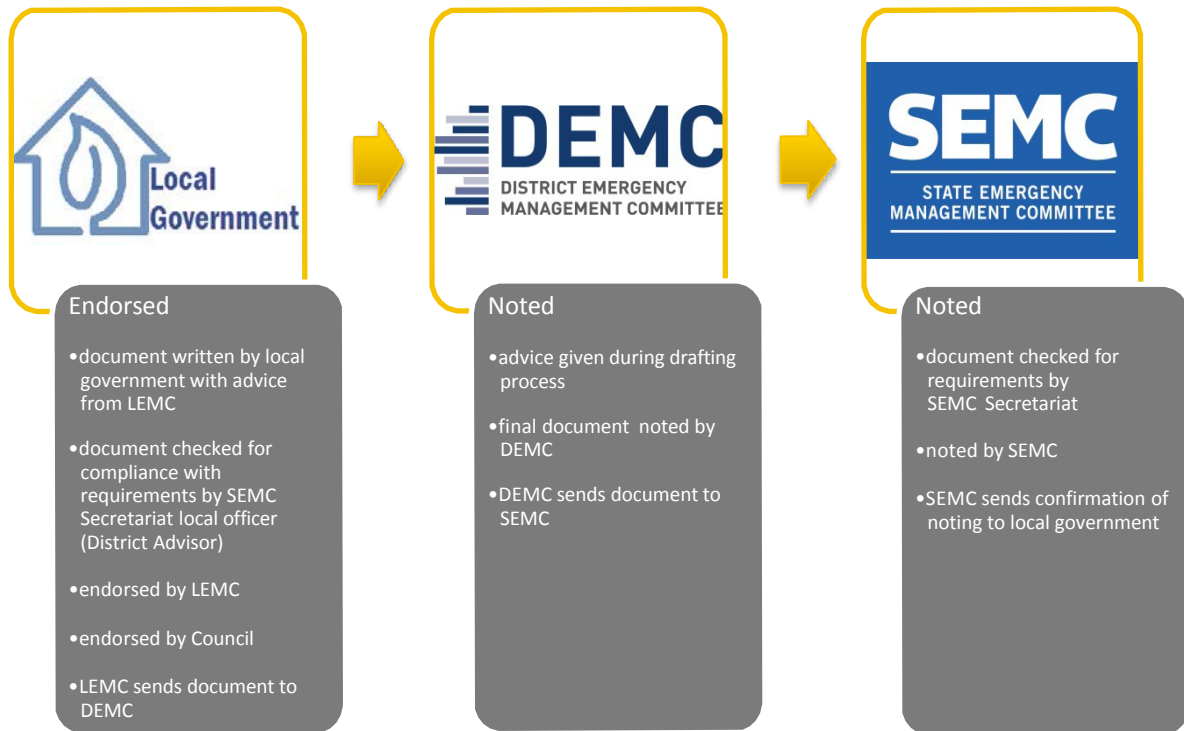 Local
Government
DEMC
DISTRICT EMERGENCY
MANAGEMENT COMMITTEE
SEMC
STATE EMERGENCY
MANAGEMENT COMMITTEE
Endorsed
•document written by local
government with advice
from LEMC
•document checked for
compliance with
requirements by SEMC
Secretariat local officer
(District Advisor)
•endorsed by LEMC
•endorsed by Council
•LEMC sends document to
DEMC
Noted
•advice given during drafting
process
•final document noted by
DEMC
•DEMC sends document to
SEMC
Noted
•document checked for
requirements by
SEMC Secretariat
•noted by SEMC
•SEMC sends confirmation of
noting to local government